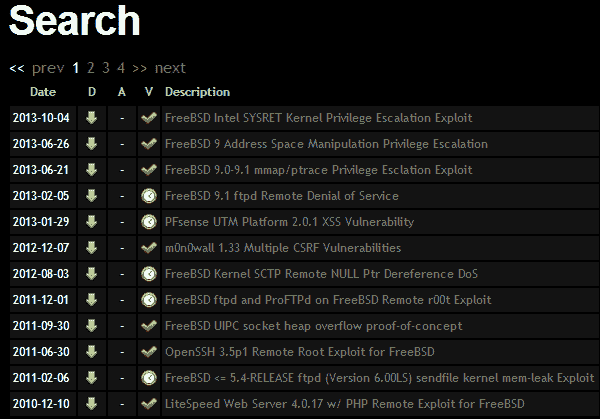 Search
<< prev 1 2 3 4 >> next
Date D A V Description
2013-10-04 - FreeBSD Intel SYSRET Kernel Privilege Escalation Exploit
2013-06-26 - FreeBSD 9 Address Space Manipulation Privilege Escalation
2013-06-21 - FreeBSD 9.0-9.1 mmap/ptrace Privilege Esclation Exploit
2013-02-05 - FreeBSD 9.1 ftpd Remote Denial of Service
2013-01-29 - PFsense UTM Platform 2.0.1 XSS Vulnerability
2012-12-07 - m0n0wall 1.33 Multiple CSRF Vulnerabilities
2012-08-03 - FreeBSD Kernel SCTP Remote NULL Ptr Dereference DoS
2011-12-01 - FreeBSD ftpd and ProFTPd on FreeBSD Remote r00t Exploit
2011-09-30 - FreeBSD UIPC socket heap overflow proof-of-concept
2011-06-30 - OpenSSH 3.5p1 Remote Root Exploit for FreeBSD
2011-02-06 - FreeBSD <= 5.4-RELEASE ftpd (Version 6.00LS) sendfile kernel mem-leak Exploit
2010-12-10 - LiteSpeed Web Server 4.0.17 w/ PHP Remote Exploit for FreeBSD